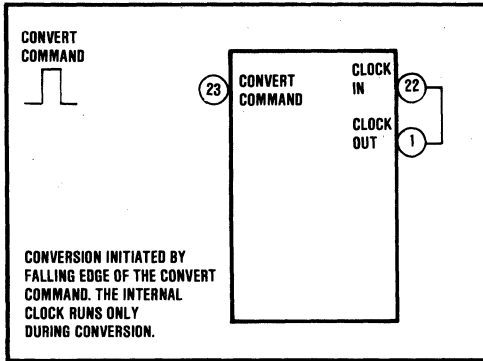 CONVERT
COMMAND
23
CONVERT
COMMAND
CLOCK
IN
22
CLOCK
OUT
1
CONVERSION INITIATED BY
FALLING EDGE OF THE CONVERT
COMMAND. THE INTERNAL
CLOCK RUNS ONLY
DURING CONVERSION.